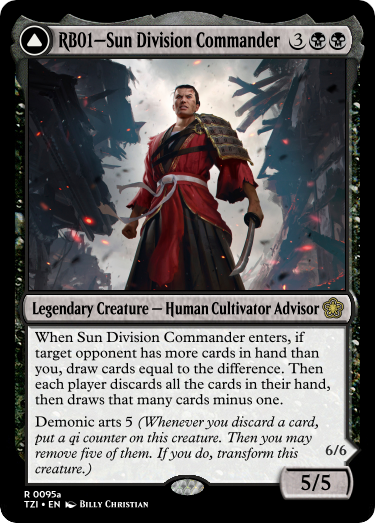 RB01—Sun Division Commander 3
Legendary Creature — Human Cultivator Advisor
When Sun Division Commander enters, if
target opponent has more cards in hand than
you, draw cards equal to the difference. Then
each player discards all the cards in their hand,
then draws that many cards minus one.
Demonic arts 5 (Whenever you discard a card,
put a qi counter on this creature. Then you may
remove five of them. If you do, transform this
creature.)
6/6
5/5
R 0095a
TZI • EN Billy Christian